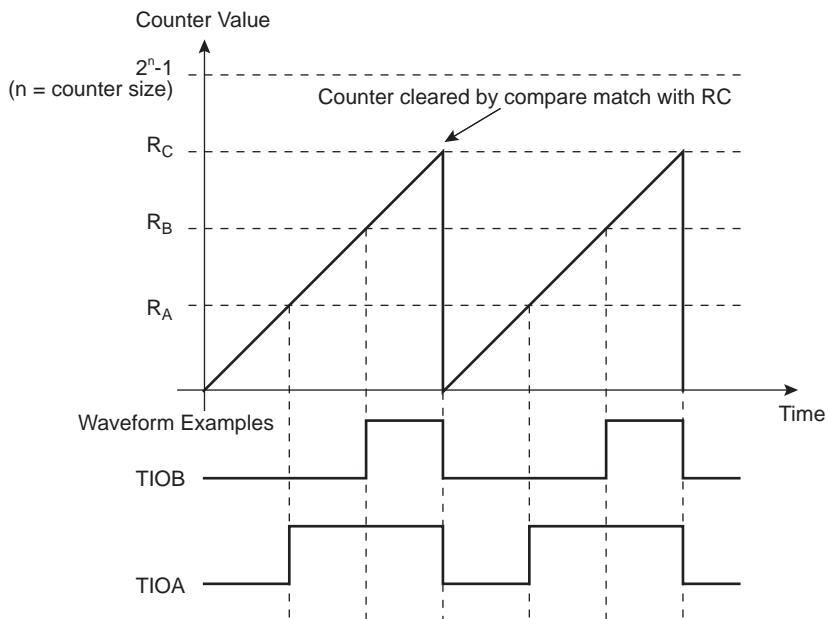 Counter Value
2ⁿ-1
(n = counter size)
Counter cleared by compare match with RC
R_C
R_B
R_A
Time
Waveform Examples
TIOB
TIOA